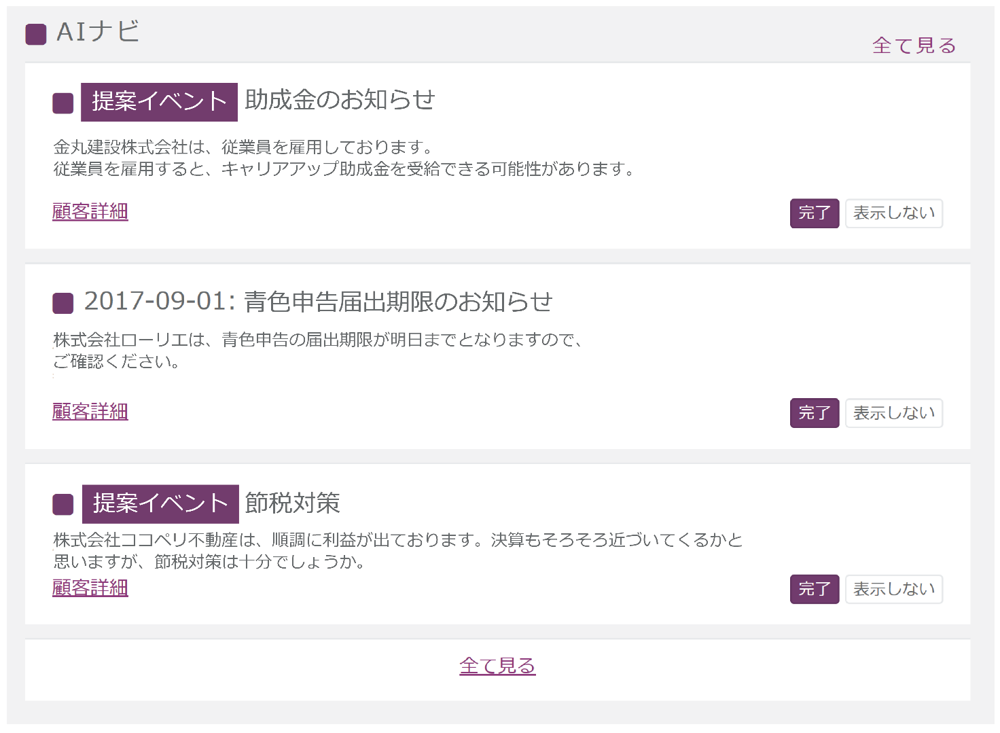 AIナビ
全て見る
提案イベント 助成金のお知らせ
金丸建設株式会社は、従業員を雇用しております。
従業員を雇用すると、キャリアアップ助成金を受給できる可能性があります。
顧客詳細
完了 表示しない
2017-09-01: 青色申告届出期限のお知らせ
株式会社ローリエは、青色申告の届出期限が明日までとなりますので、
ご確認ください。
顧客詳細
完了 表示しない
提案イベント 節税対策
株式会社ココペリ不動産は、順調に利益が出ております。決算もそろそろ近づいてくるかと
思いますが、節税対策は十分でしょうか。
顧客詳細
完了 表示しない
全て見る